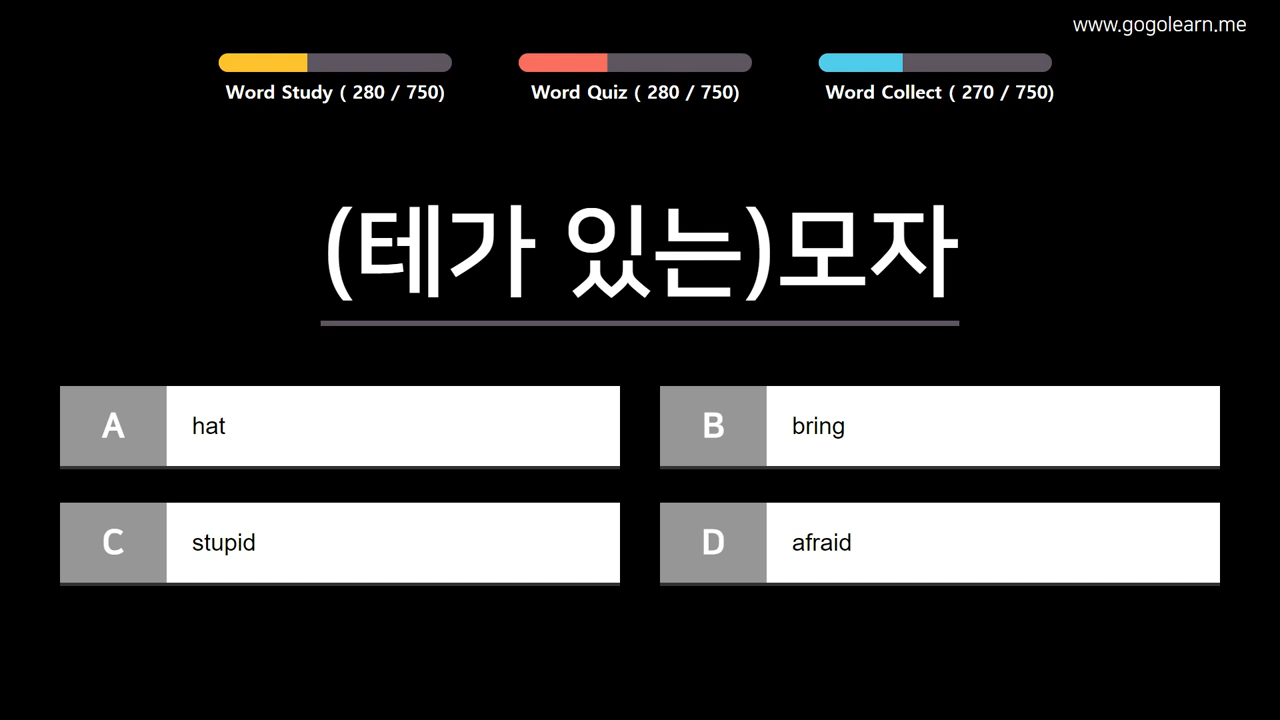 www.gogolearn.me
Word Study ( 280 / 750)
Word Quiz ( 280 / 750)
Word Collect ( 270 / 750)
(테가 있는)모자
A hat
B bring
C stupid
D afraid